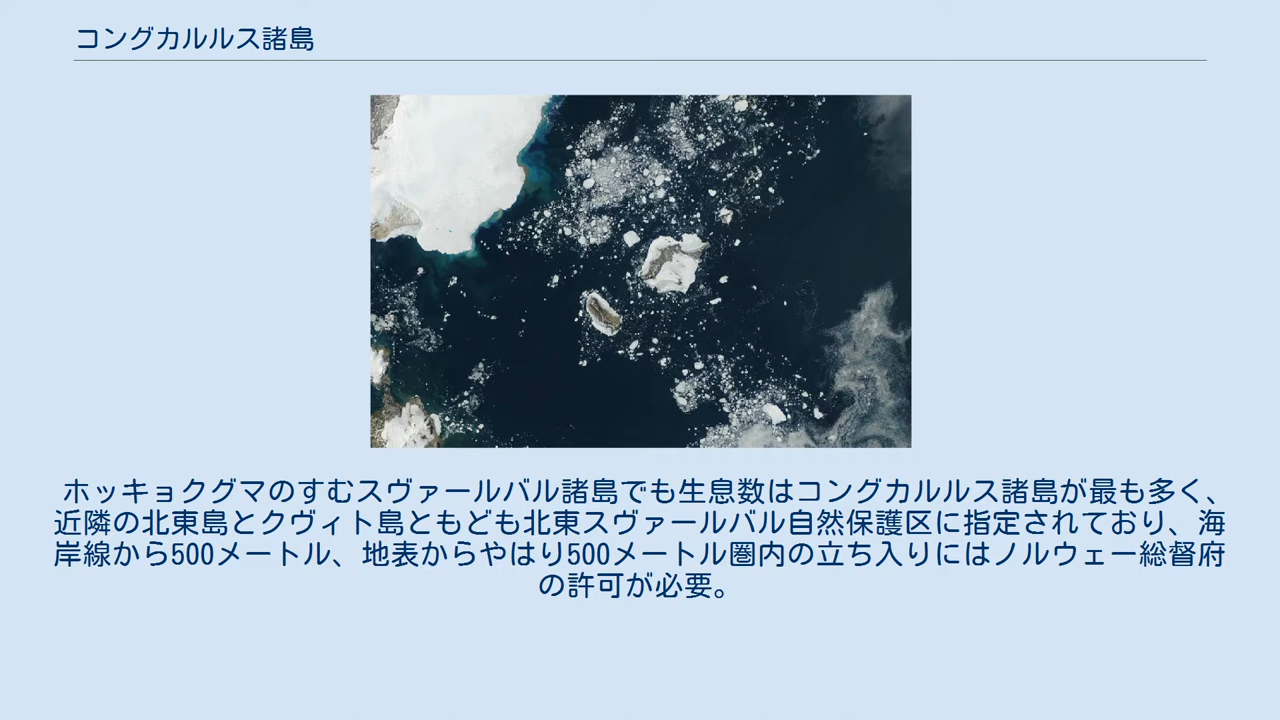 コングカルルス諸島
ホッキョクグマのすむスヴァールバル諸島でも生息数はコングカルルス諸島が最も多く、
近隣の北東島とクヴィト島ともども北東スヴァールバル自然保護区に指定されており、海
岸線から500メートル、地表からやはり500メートル圏内の立ち入りにはノルウェー総督府
の許可が必要。